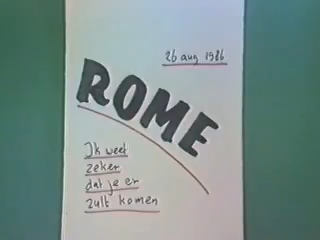 26 aug 1986
ROME
Ik weet
zeker
dat je er
zult komen